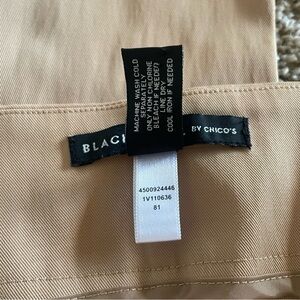 MACHINE WASH COLD
SEPARATELY
ONLY NON CHLORINE
BLEACH IF NEEDED
LINE DRY
COOL IRON IF NEEDED
BLACK BY CHICO'S
4500924446
1V110636
81